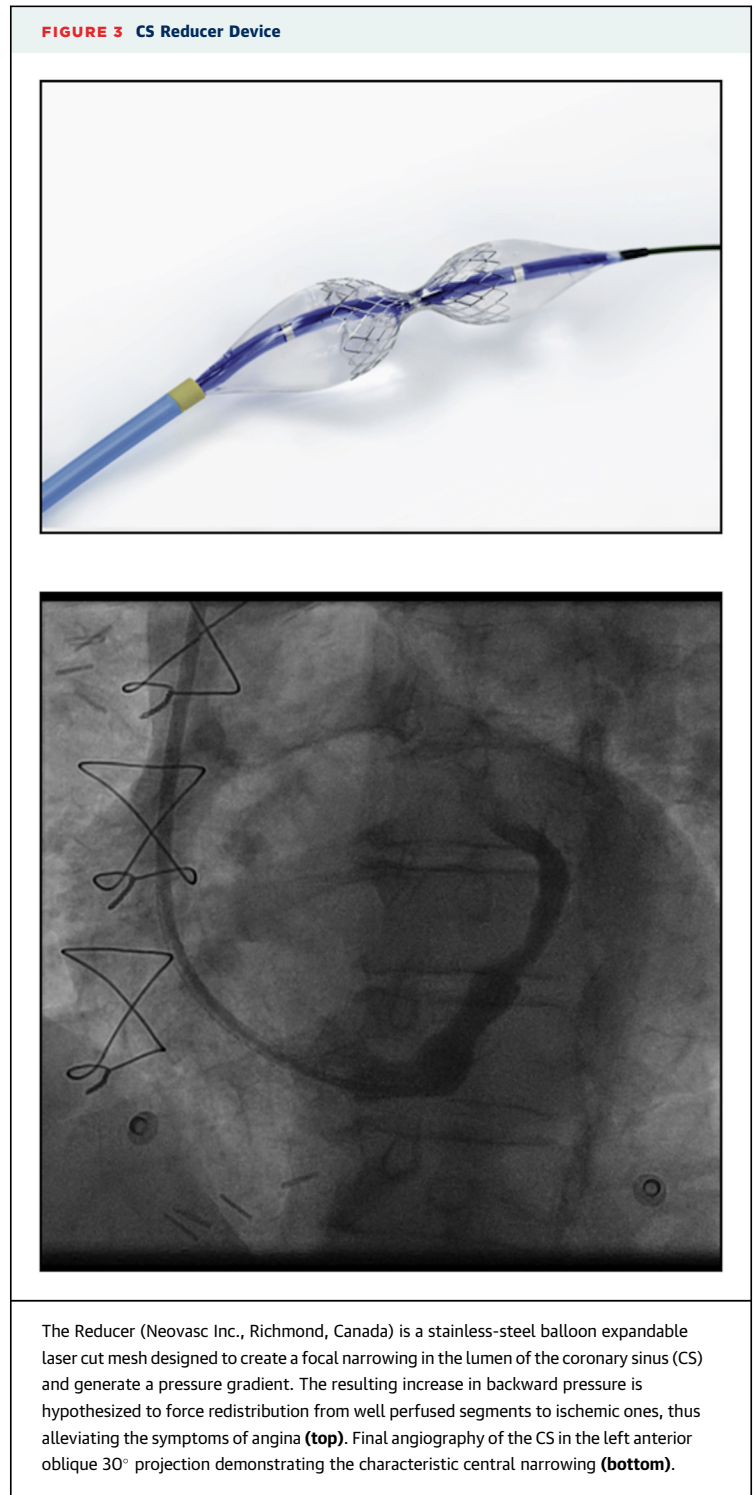 FIGURE 3 CS Reducer Device
The Reducer (Neovasc Inc., Richmond, Canada) is a stainless-steel balloon expandable
laser cut mesh designed to create a focal narrowing in the lumen of the coronary sinus (CS)
and generate a pressure gradient. The resulting increase in backward pressure is
hypothesized to force redistribution from well perfused segments to ischemic ones, thus
alleviating the symptoms of angina (top). Final angiography of the CS in the left anterior
oblique 30° projection demonstrating the characteristic central narrowing (bottom).